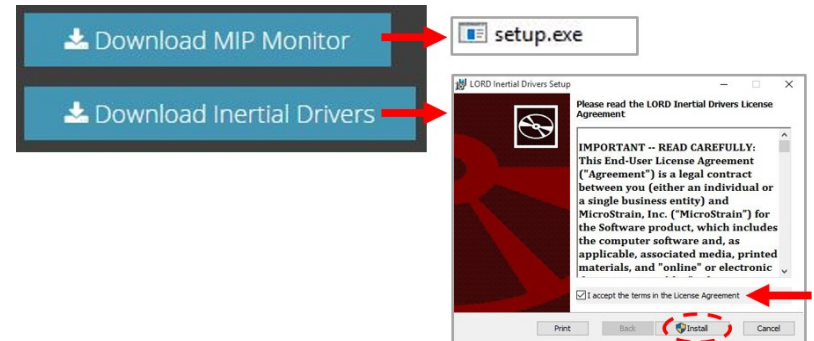 Download MIP Monitor
setup.exe
Download Inertial Drivers
LORD Inertial Drivers Setup
Please read the LORD Inertial Drivers License
Agreement
IMPORTANT -- READ CAREFULLY:
This End-User License Agreement
("Agreement") is a legal contract
between you (either an individual or
a single business entity) and
MicroStrain, Inc. ("MicroStrain") for
the Software product, which includes
the computer software and, as
applicable, associated media, printed
materials, and "online" or electronic
I accept the terms in the License Agreement
Print Back Install Cancel